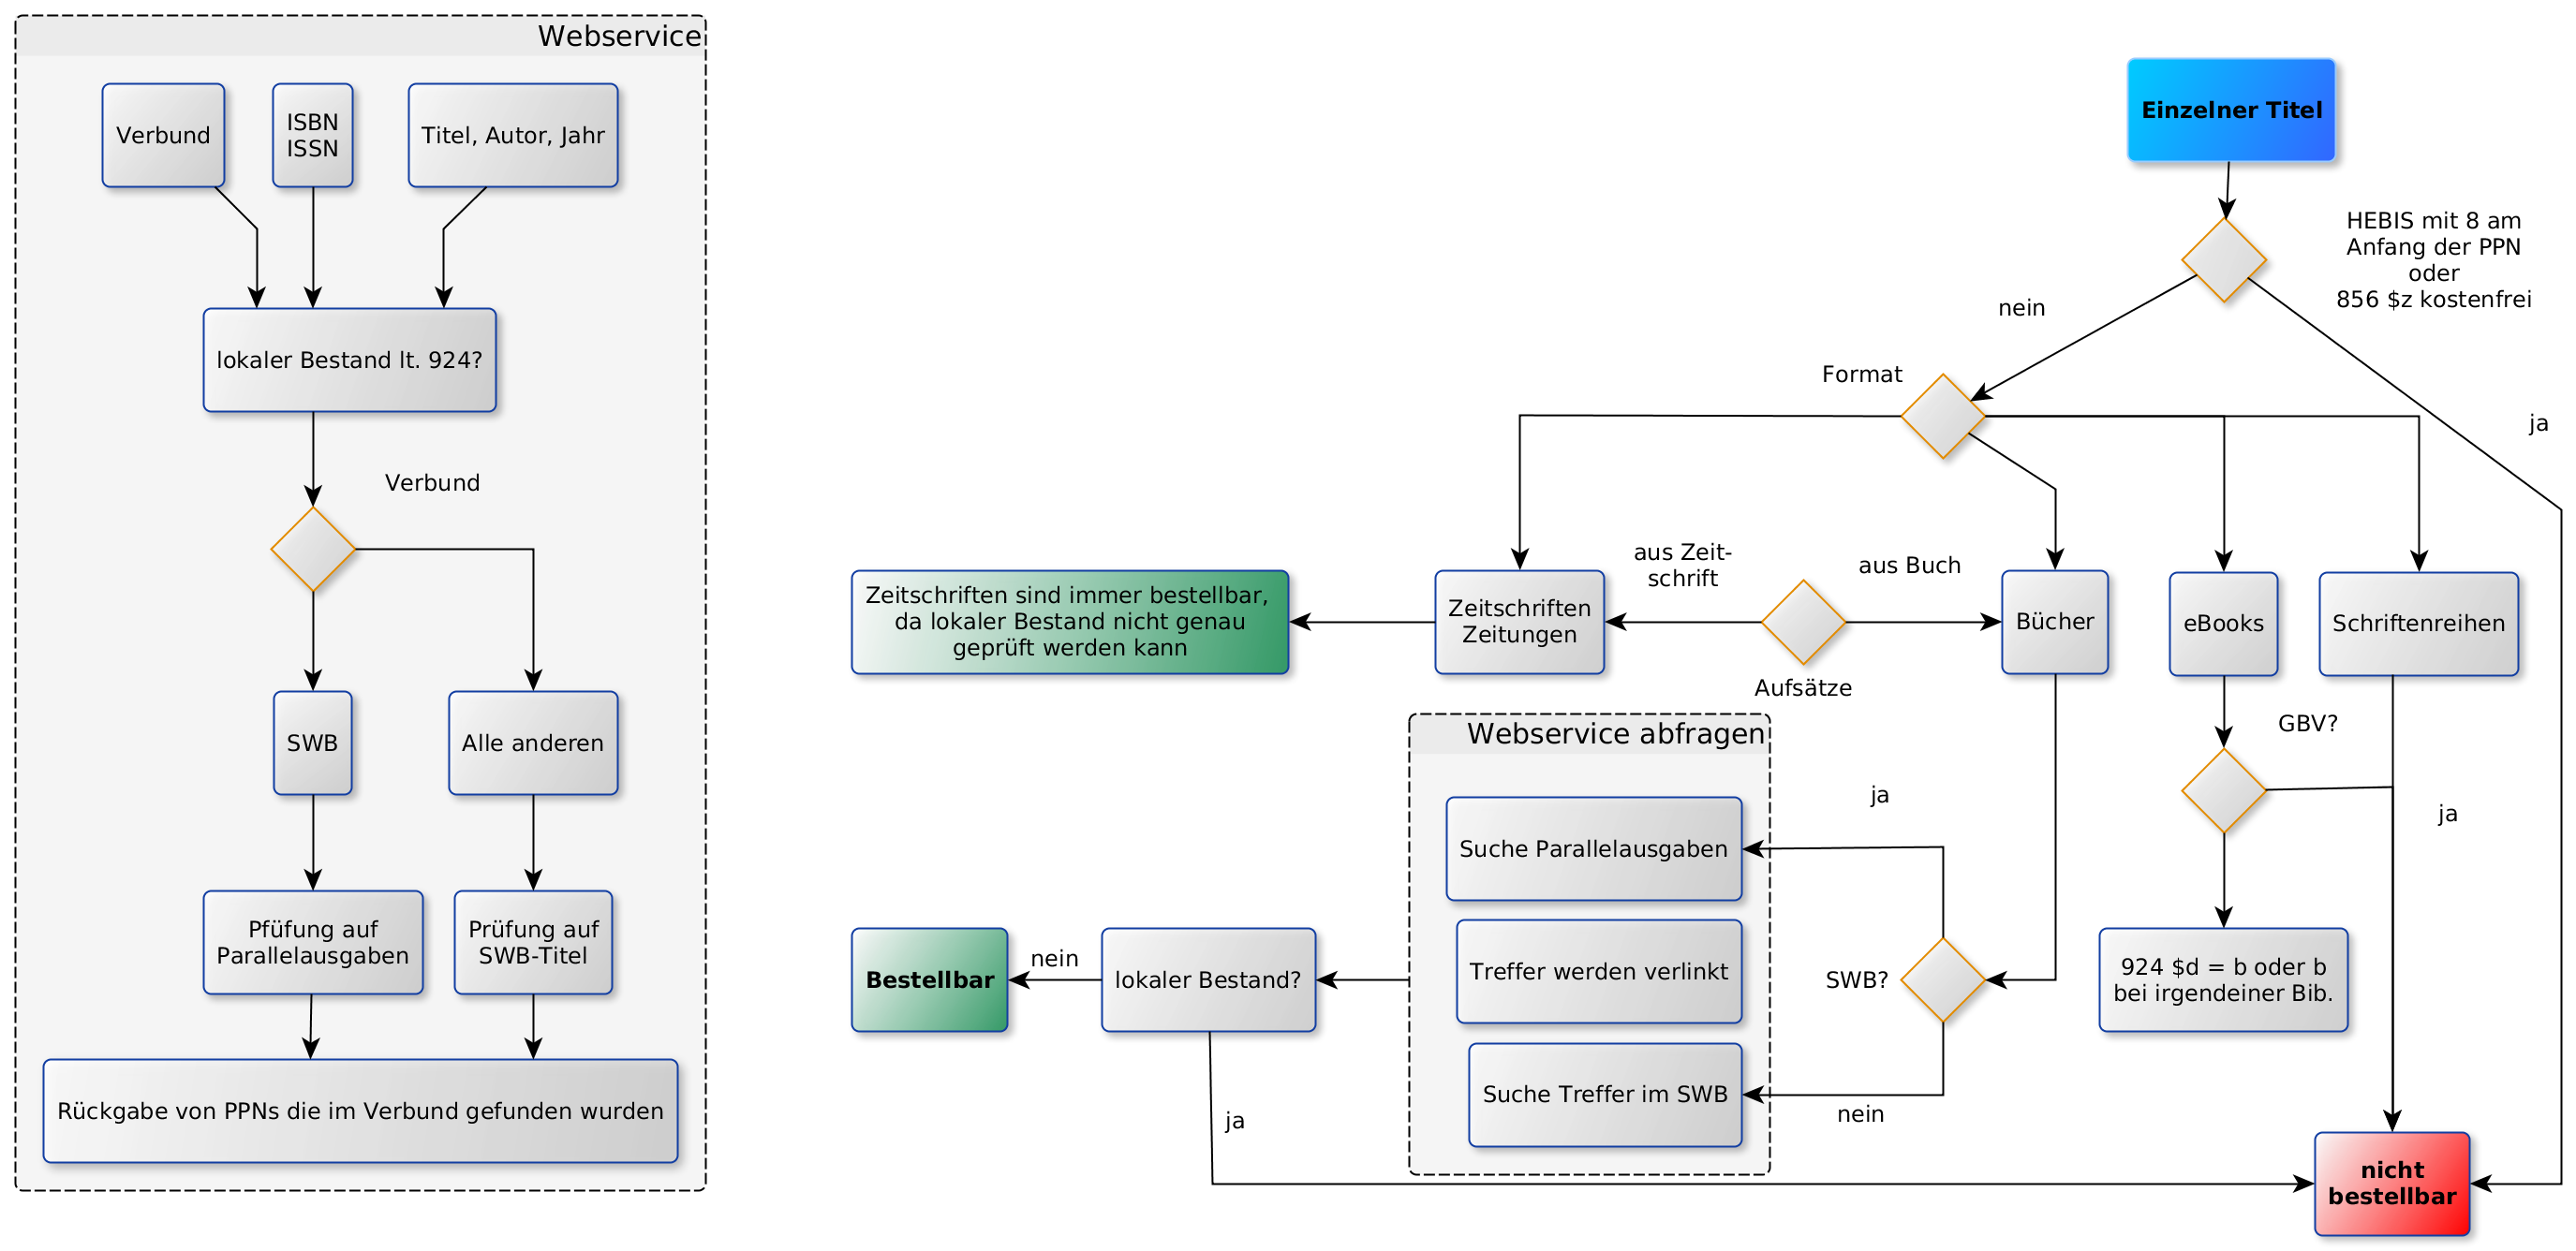 Webservice
Verbund
ISBN
ISSN
Titel, Autor, Jahr
lokaler Bestand lt. 924?
Verbund
SWB
Alle anderen
Pfüfung auf
Parallelausgaben
Prüfung auf
SWB-Titel
Rückgabe von PPNs die im Verbund gefunden wurden
Einzelner Titel
HEBIS mit 8 am
Anfang der PPN
oder
856 $z kostenfrei
nein
ja
Format
Zeitschriften sind immer bestellbar,
da lokaler Bestand nicht genau
geprüft werden kann
Zeitschriften
Zeitungen
aus Zeit-
schrift
aus Buch
Aufsätze
Bücher
eBooks
Schriftenreihen
GBV?
ja
924 $d = b oder b
bei irgendeiner Bib.
Webservice abfragen
Suche Parallelausgaben
Treffer werden verlinkt
Suche Treffer im SWB
ja
SWB?
nein
lokaler Bestand?
nein
Bestellbar
ja
nicht
bestellbar